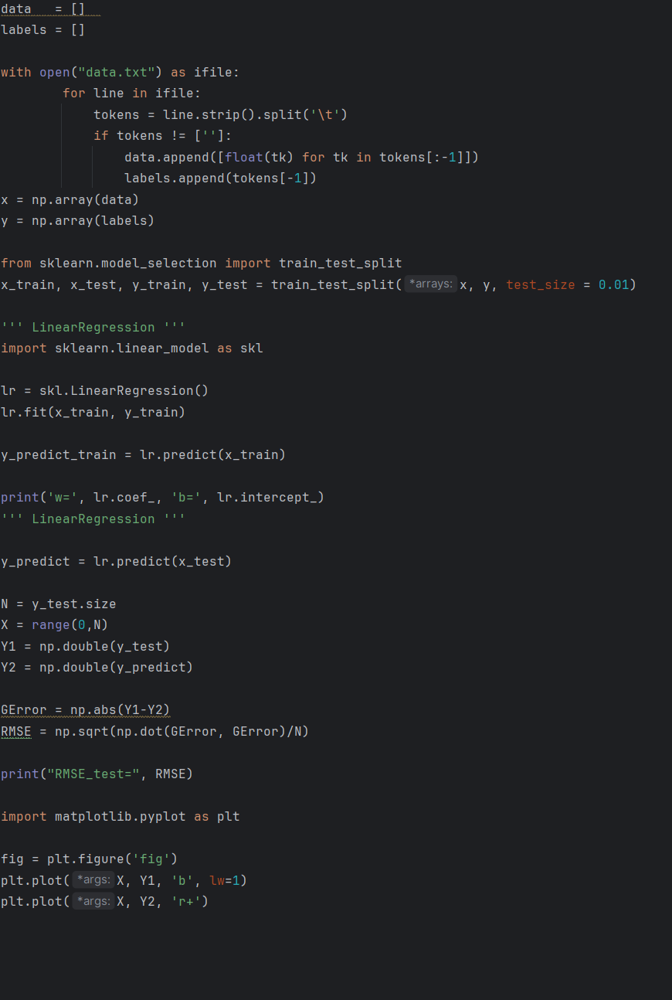 data   = []
labels = []

with open("data.txt") as ifile:
        for line in ifile:
            tokens = line.strip().split('\t')
            if tokens != ['']:
                data.append([float(tk) for tk in tokens[:-1]])
                labels.append(tokens[-1])
x = np.array(data)
y = np.array(labels)

from sklearn.model_selection import train_test_split
x_train, x_test, y_train, y_test = train_test_split( *arrays: x, y, test_size = 0.01)

''' LinearRegression '''
import sklearn.linear_model as skl

lr = skl.LinearRegression()
lr.fit(x_train, y_train)

y_predict_train = lr.predict(x_train)

print('w=', lr.coef_, 'b=', lr.intercept_)
''' LinearRegression '''

y_predict = lr.predict(x_test)

N = y_test.size
X = range(0,N)
Y1 = np.double(y_test)
Y2 = np.double(y_predict)

GError = np.abs(Y1-Y2)
RMSE = np.sqrt(np.dot(GError, GError)/N)

print("RMSE_test=", RMSE)

import matplotlib.pyplot as plt

fig = plt.figure('fig')
plt.plot( *args: X, Y1, 'b', lw=1)
plt.plot( *args: X, Y2, 'r+')